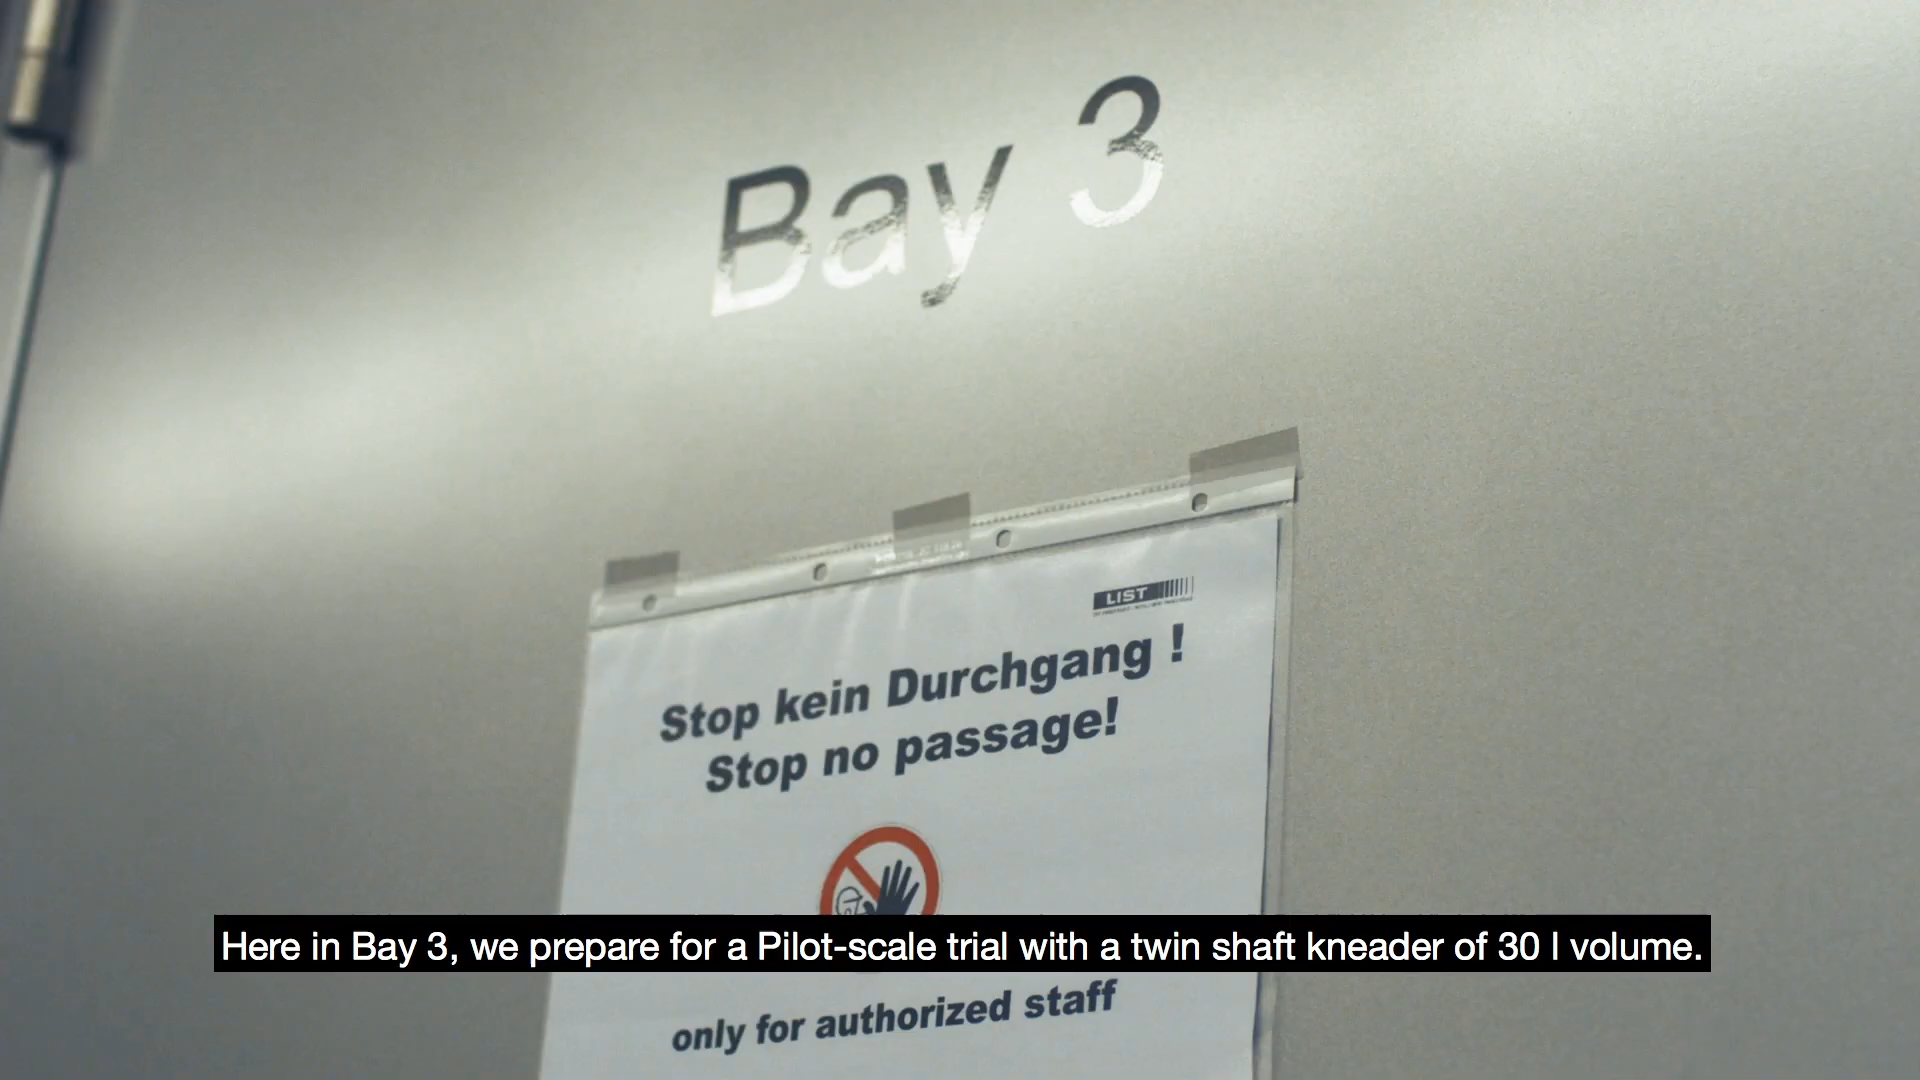 Bay 3
LIST
Stop kein Durchgang !
Stop no passage!
Here in Bay 3, we prepare for a Pilot-scale trial with a twin shaft kneader of 30 l volume.
only for authorized staff